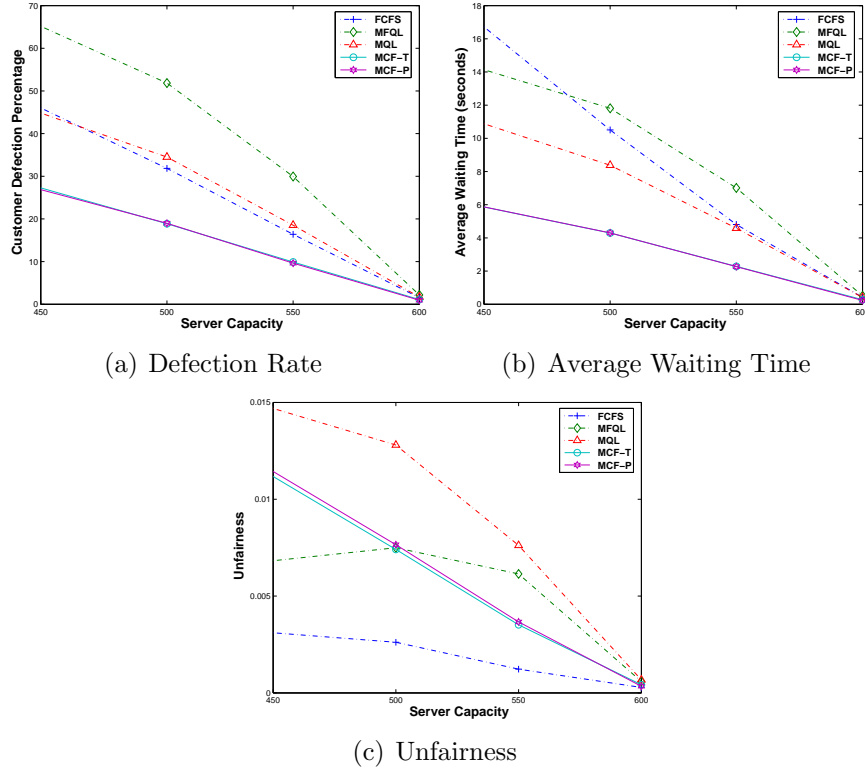 70
60
50
40
30
20
10
0
450
500
550
600
Customer Defection Percentage
Server Capacity
FCFS
MFQL
MQL
MCF-T
MCF-P
(a) Defection Rate
18
16
14
12
10
8
6
4
2
0
450
500
550
600
Average Waiting Time (seconds)
Server Capacity
FCFS
MFQL
MQL
MCF-T
MCF-P
(b) Average Waiting Time
0.015
0.01
0.005
0
450
500
550
600
Unfairness
Server Capacity
FCFS
MFQL
MQL
MCF-T
MCF-P
(c) Unfairness